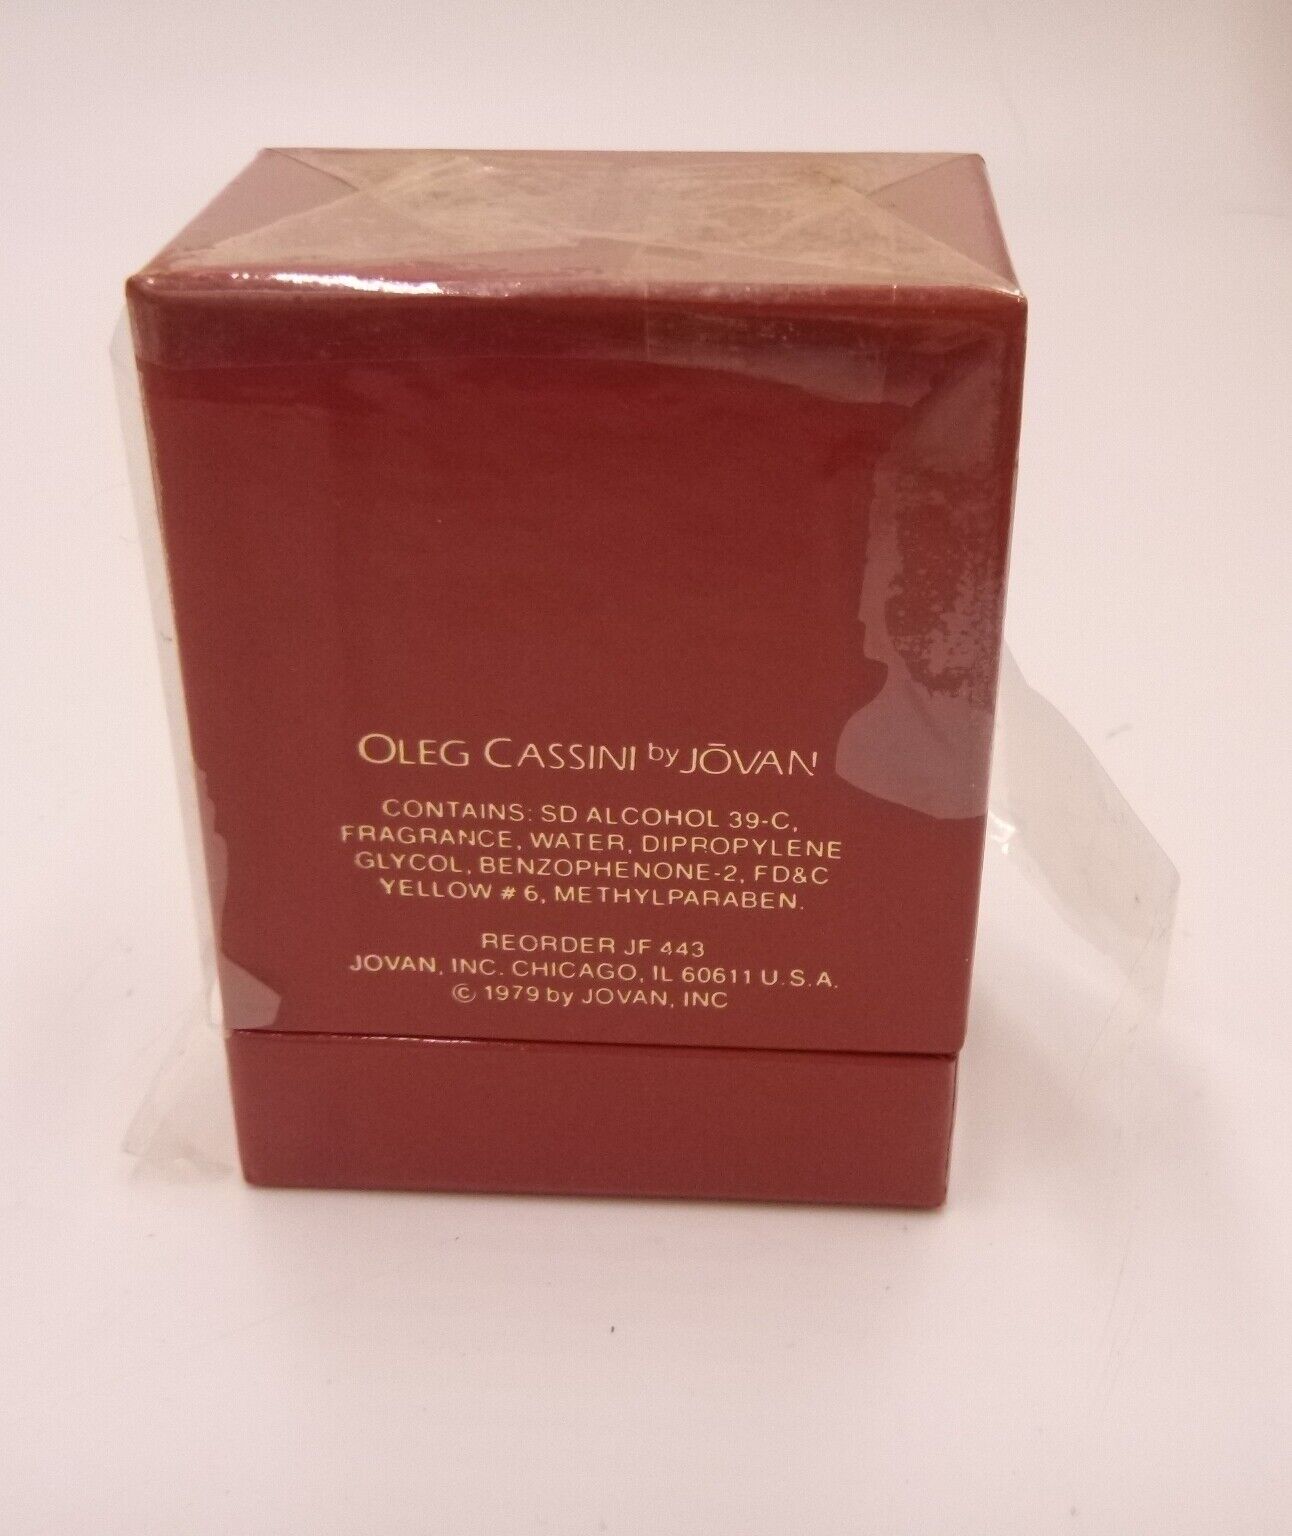 OLEG CASSINI by JŌVAN
CONTAINS: SD ALCOHOL 39-C,
FRAGRANCE, WATER, DIPROPYLENE
GLYCOL, BENZOPHENONE-2, FD&C
YELLOW # 6, METHYLPARABEN.
REORDER JF 443
JOVAN, INC. CHICAGO, IL 60611 U.S.A.
© 1979 by JOVAN, INC